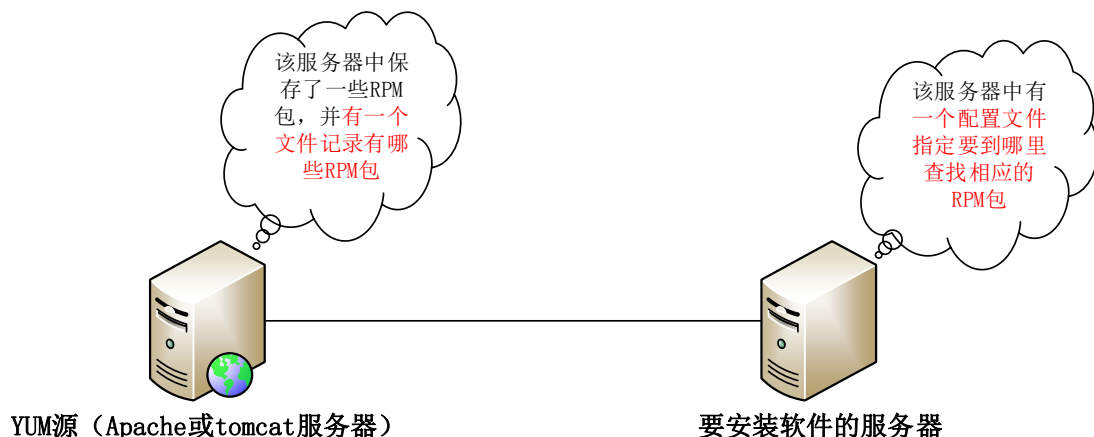 该服务器中保
存了一些RPM
包，并有一个
文件记录有哪
些RPM包
该服务器中有
一个配置文件
指定要到哪里
查找相应的
RPM包
YUM源（Apache或tomcat服务器）
要安装软件的服务器